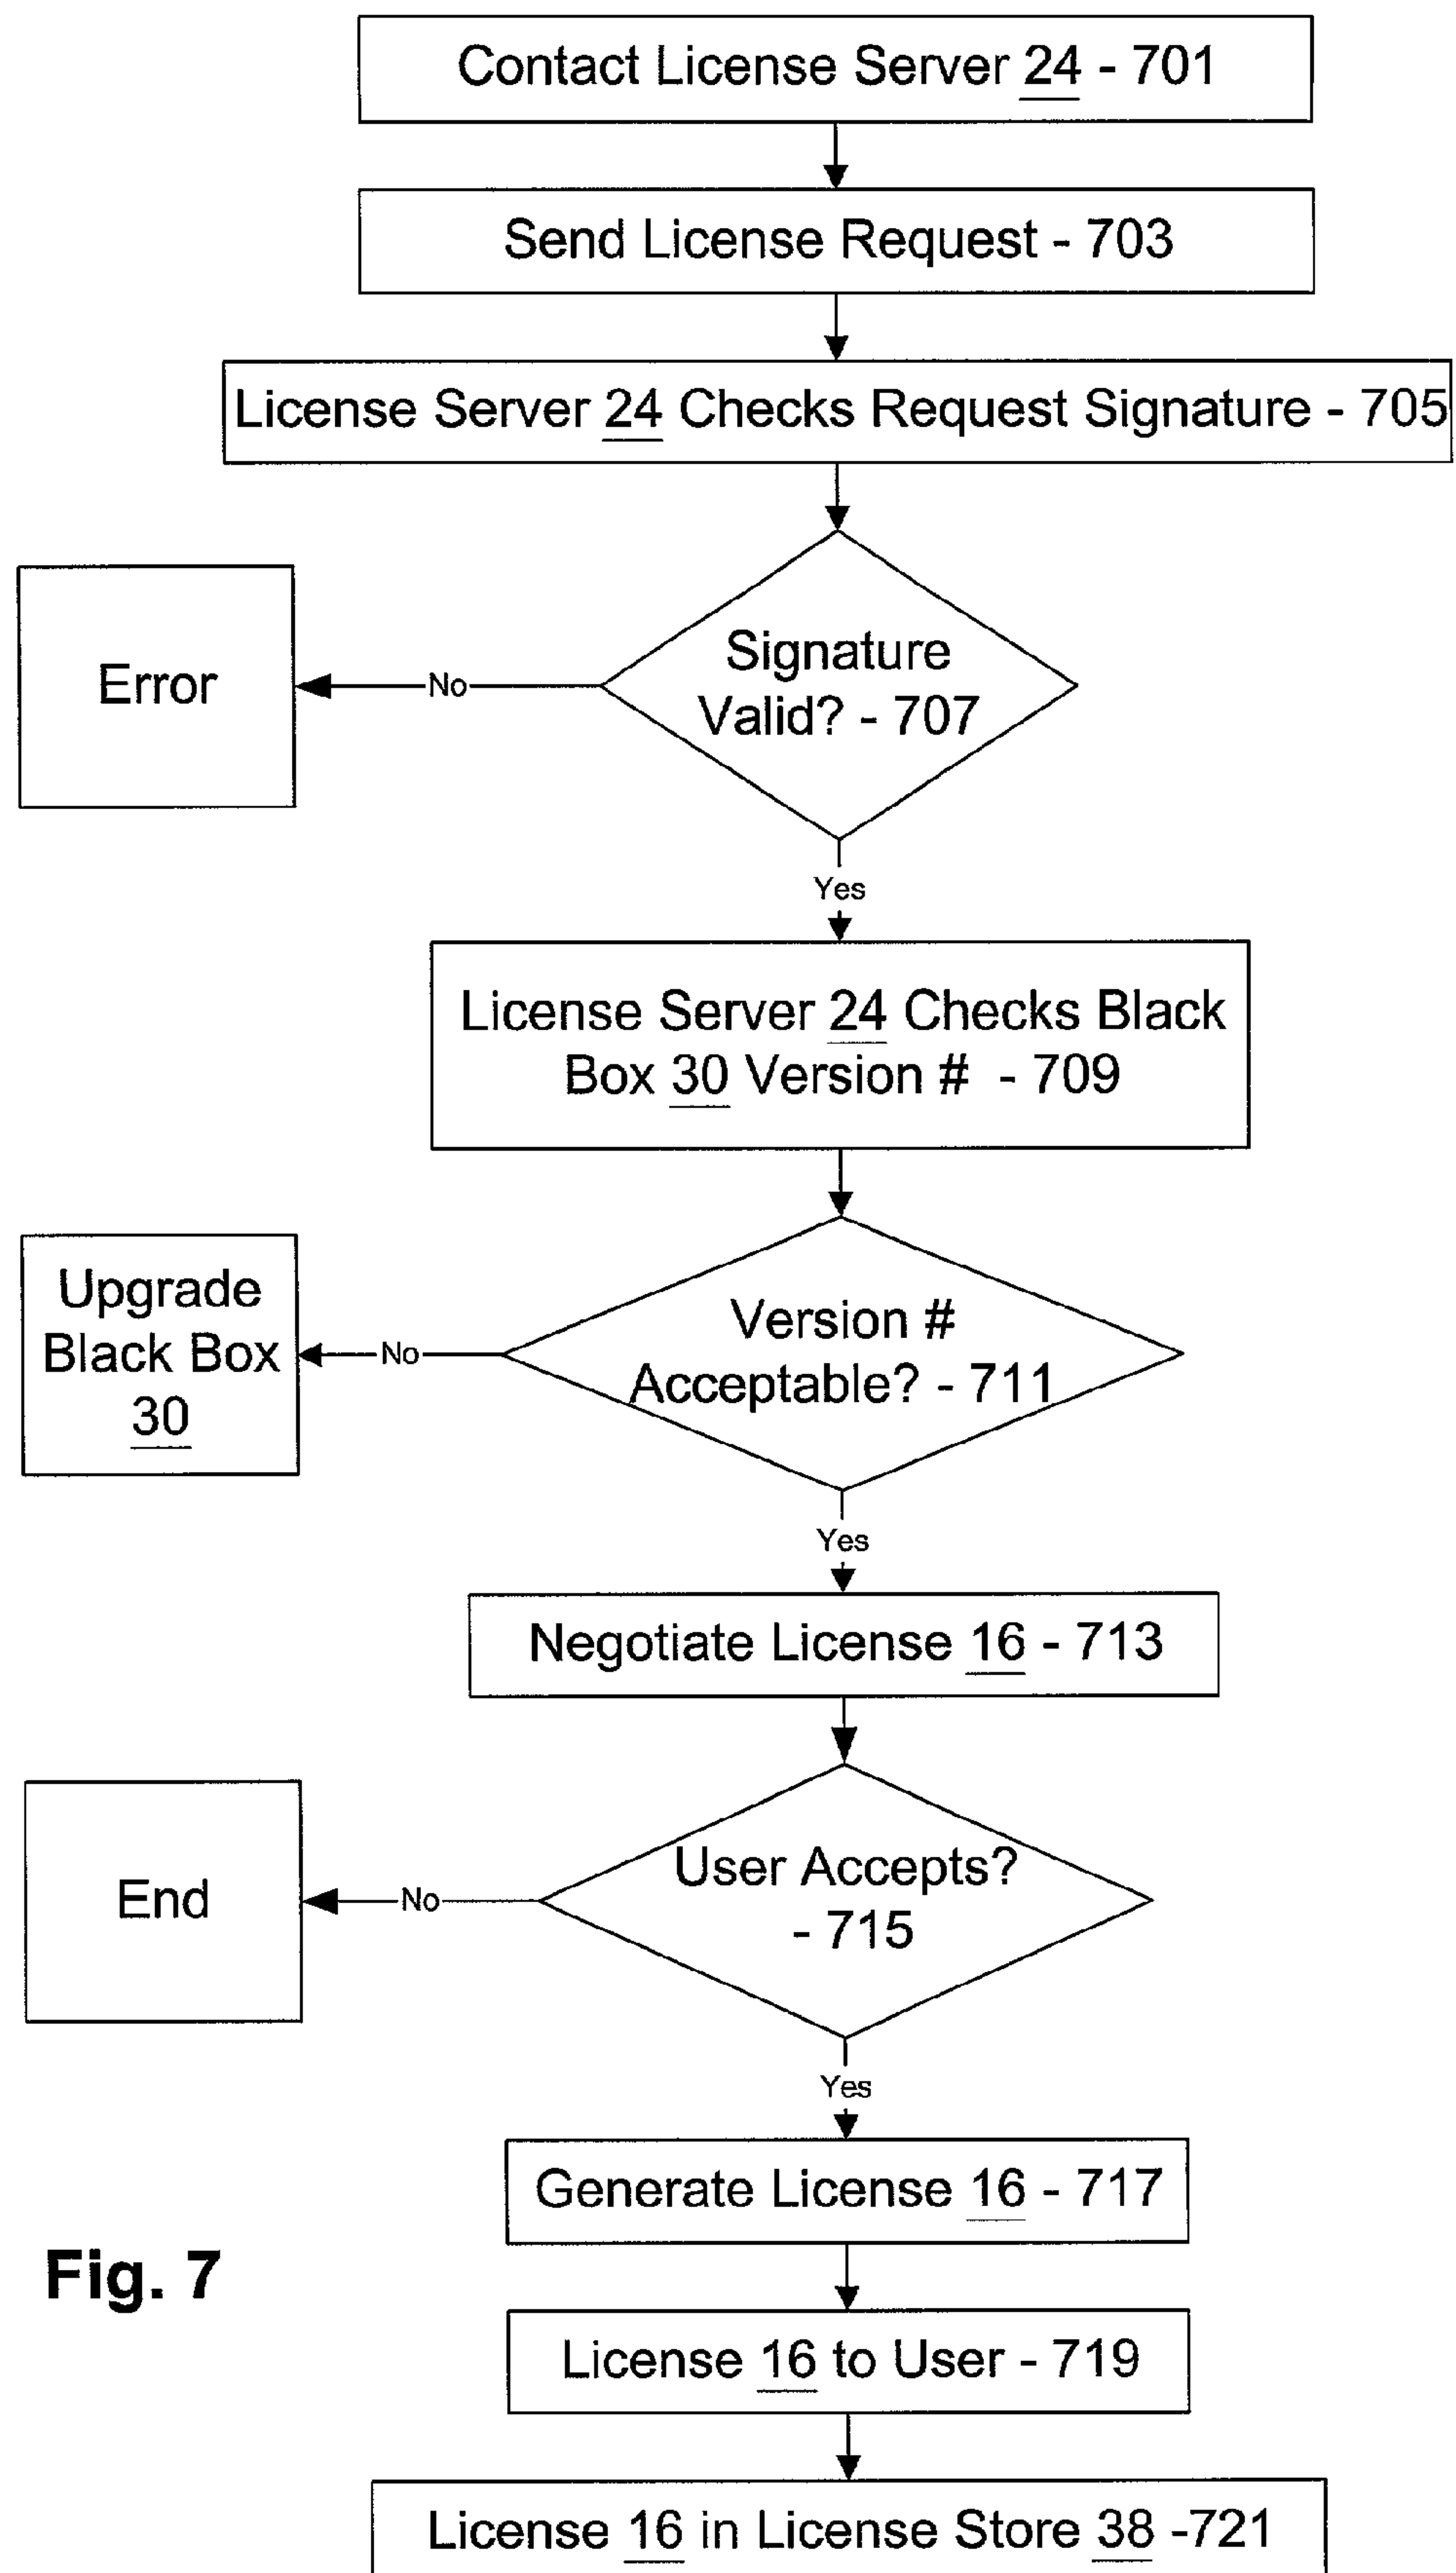 Contact License Server 24 - 701
Send License Request - 703
License Server 24 Checks Request Signature - 705
Signature
Valid? - 707
No
Error
Yes
License Server 24 Checks Black
Box 30 Version # - 709
Version #
Acceptable? - 711
No
Upgrade
Black Box
30
Yes
Negotiate License 16 - 713
User Accepts?
- 715
No
End
Yes
Generate License 16 - 717
Fig. 7
License 16 to User - 719
License 16 in License Store 38 -721